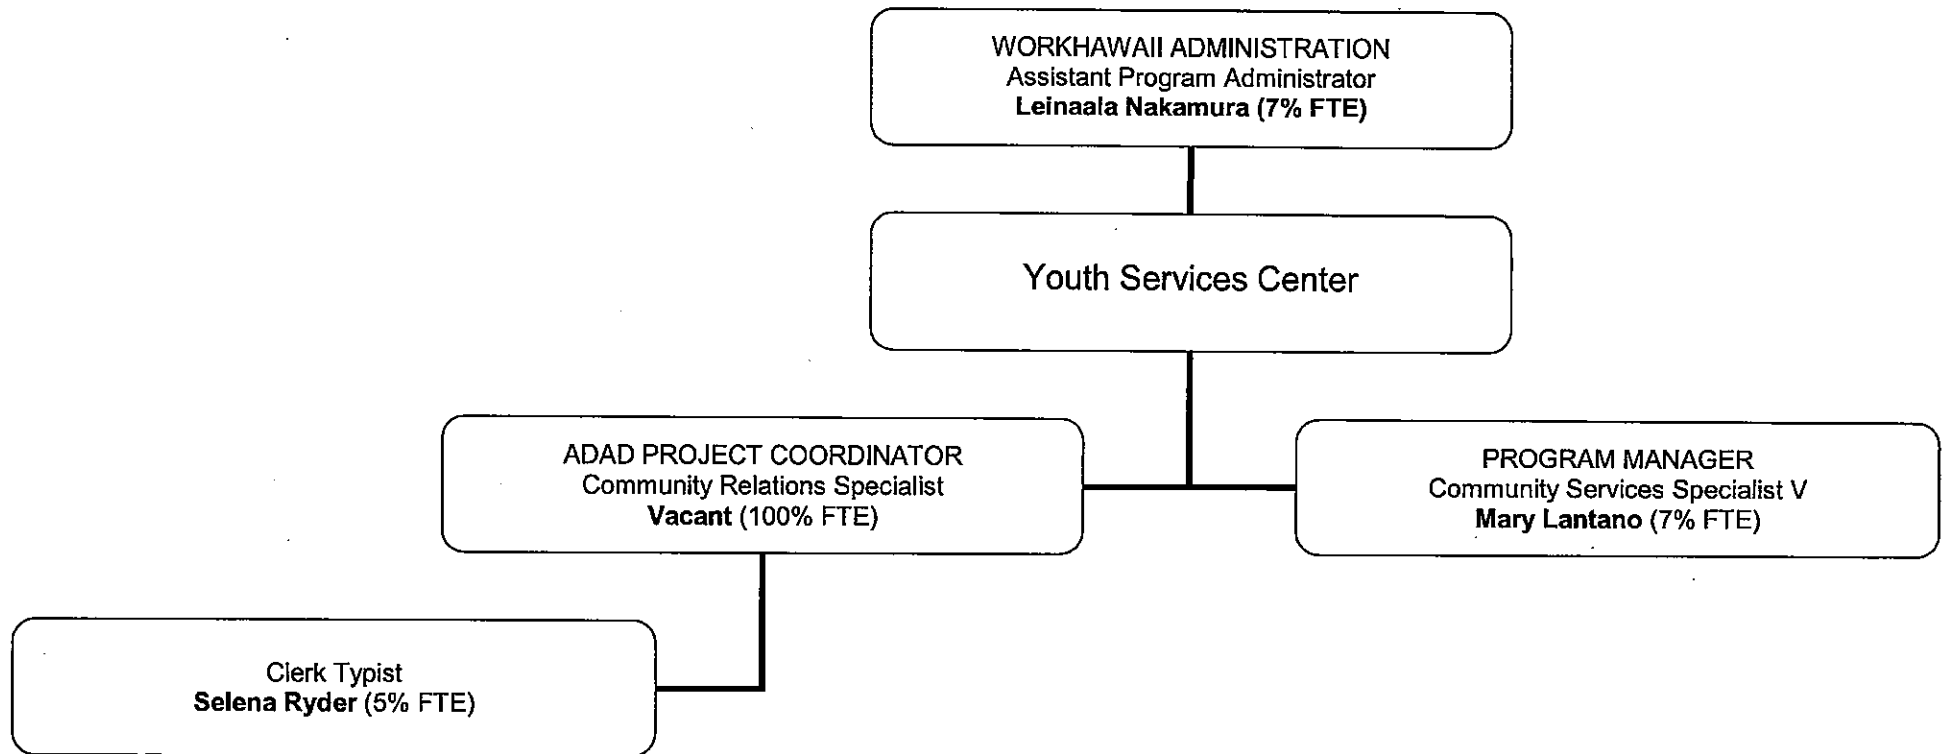 WORKHAWAII ADMINISTRATION
Assistant Program Administrator
Leinaala Nakamura (7% FTE)
Youth Services Center
ADAD PROJECT COORDINATOR
Community Relations Specialist
Vacant (100% FTE)
PROGRAM MANAGER
Community Services Specialist V
Mary Lantano (7% FTE)
Clerk Typist
Selena Ryder (5% FTE)